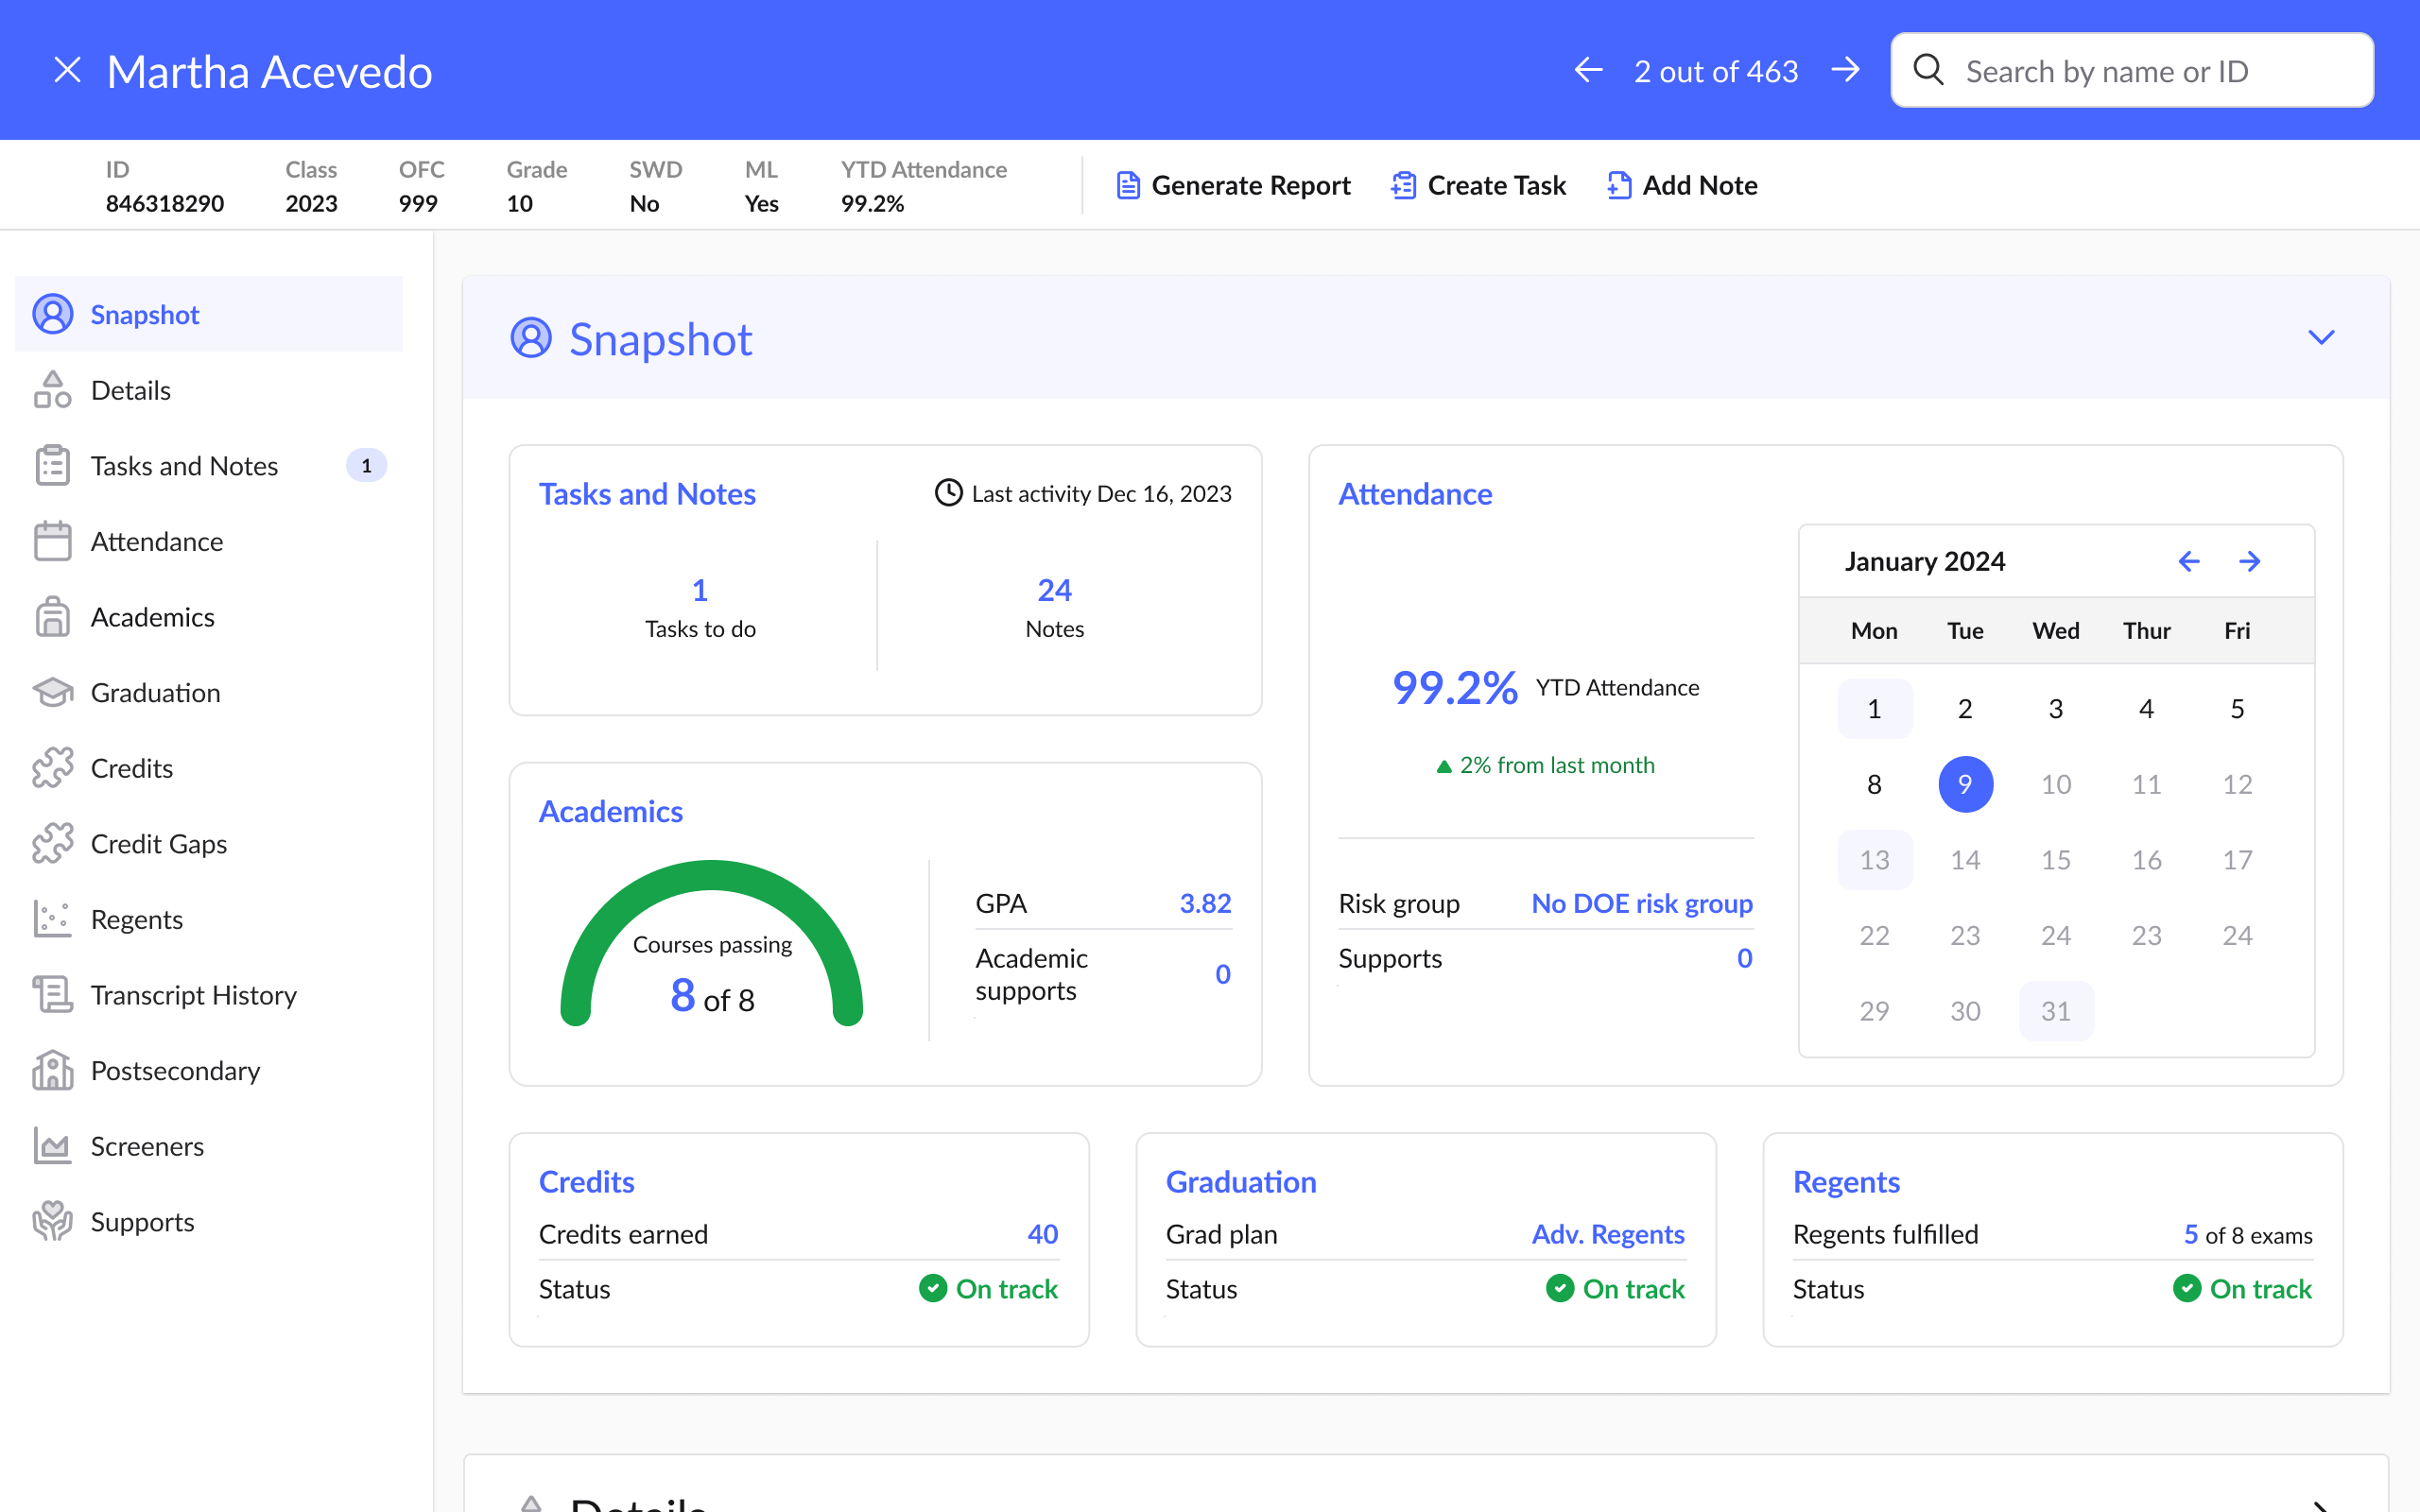 Martha Acevedo
2 out of 463
Search by name or ID
ID Class OFC Grade SWD ML YTD Attendance
846318290 2023 999 10 No Yes 99.2%
Generate Report Create Task Add Note
Snapshot
Details
Tasks and Notes 1
Attendance
Academics
Graduation
Credits
Credit Gaps
Regents
Transcript History
Postsecondary
Screeners
Supports
Snapshot
Tasks and Notes Last activity Dec 16, 2023
1 24
Tasks to do Notes
Academics
Courses passing
8 of 8
GPA 3.82
Academic
supports 0
Attendance
99.2% YTD Attendance
2% from last month
Risk group No DOE risk group
Supports 0
January 2024
Mon Tue Wed Thur Fri
1 2 3 4 5
8 9 10 11 12
13 14 15 16 17
22 23 24 23 24
29 30 31
Credits
Credits earned 40
Status On track
Graduation
Grad plan Adv. Regents
Status On track
Regents
Regents fulfilled 5 of 8 exams
Status On track
Details